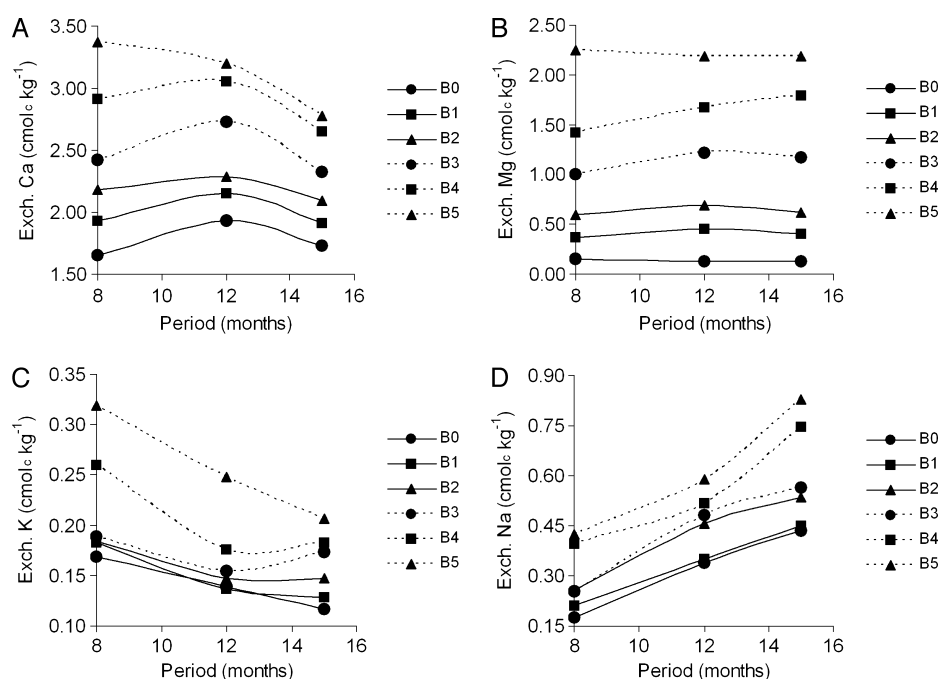 A
Exch. Ca (cmolc kg-1)
3.50
3.00
2.50
2.00
1.50
8
10
12
14
16
Period (months)
B0
B1
B2
B3
B4
B5
B
Exch. Mg (cmolc kg-1)
2.50
2.00
1.50
1.00
0.50
0.00
8
10
12
14
16
Period (months)
B0
B1
B2
B3
B4
B5
C
Exch. K (cmolc kg-1)
0.35
0.30
0.25
0.20
0.15
0.10
8
10
12
14
16
Period (months)
B0
B1
B2
B3
B4
B5
D
Exch. Na (cmolc kg-1)
0.90
0.75
0.60
0.45
0.30
0.15
8
10
12
14
16
Period (months)
B0
B1
B2
B3
B4
B5